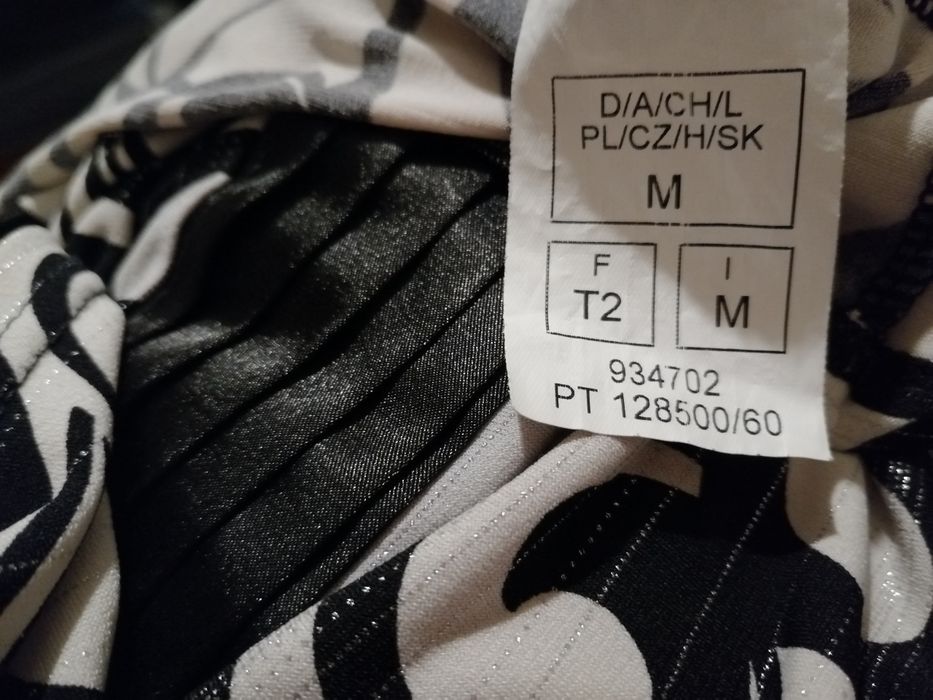 D/A/CH/L
PL/CZ/H/SK
M
F
T2
I
M
934702
PT 128500/60